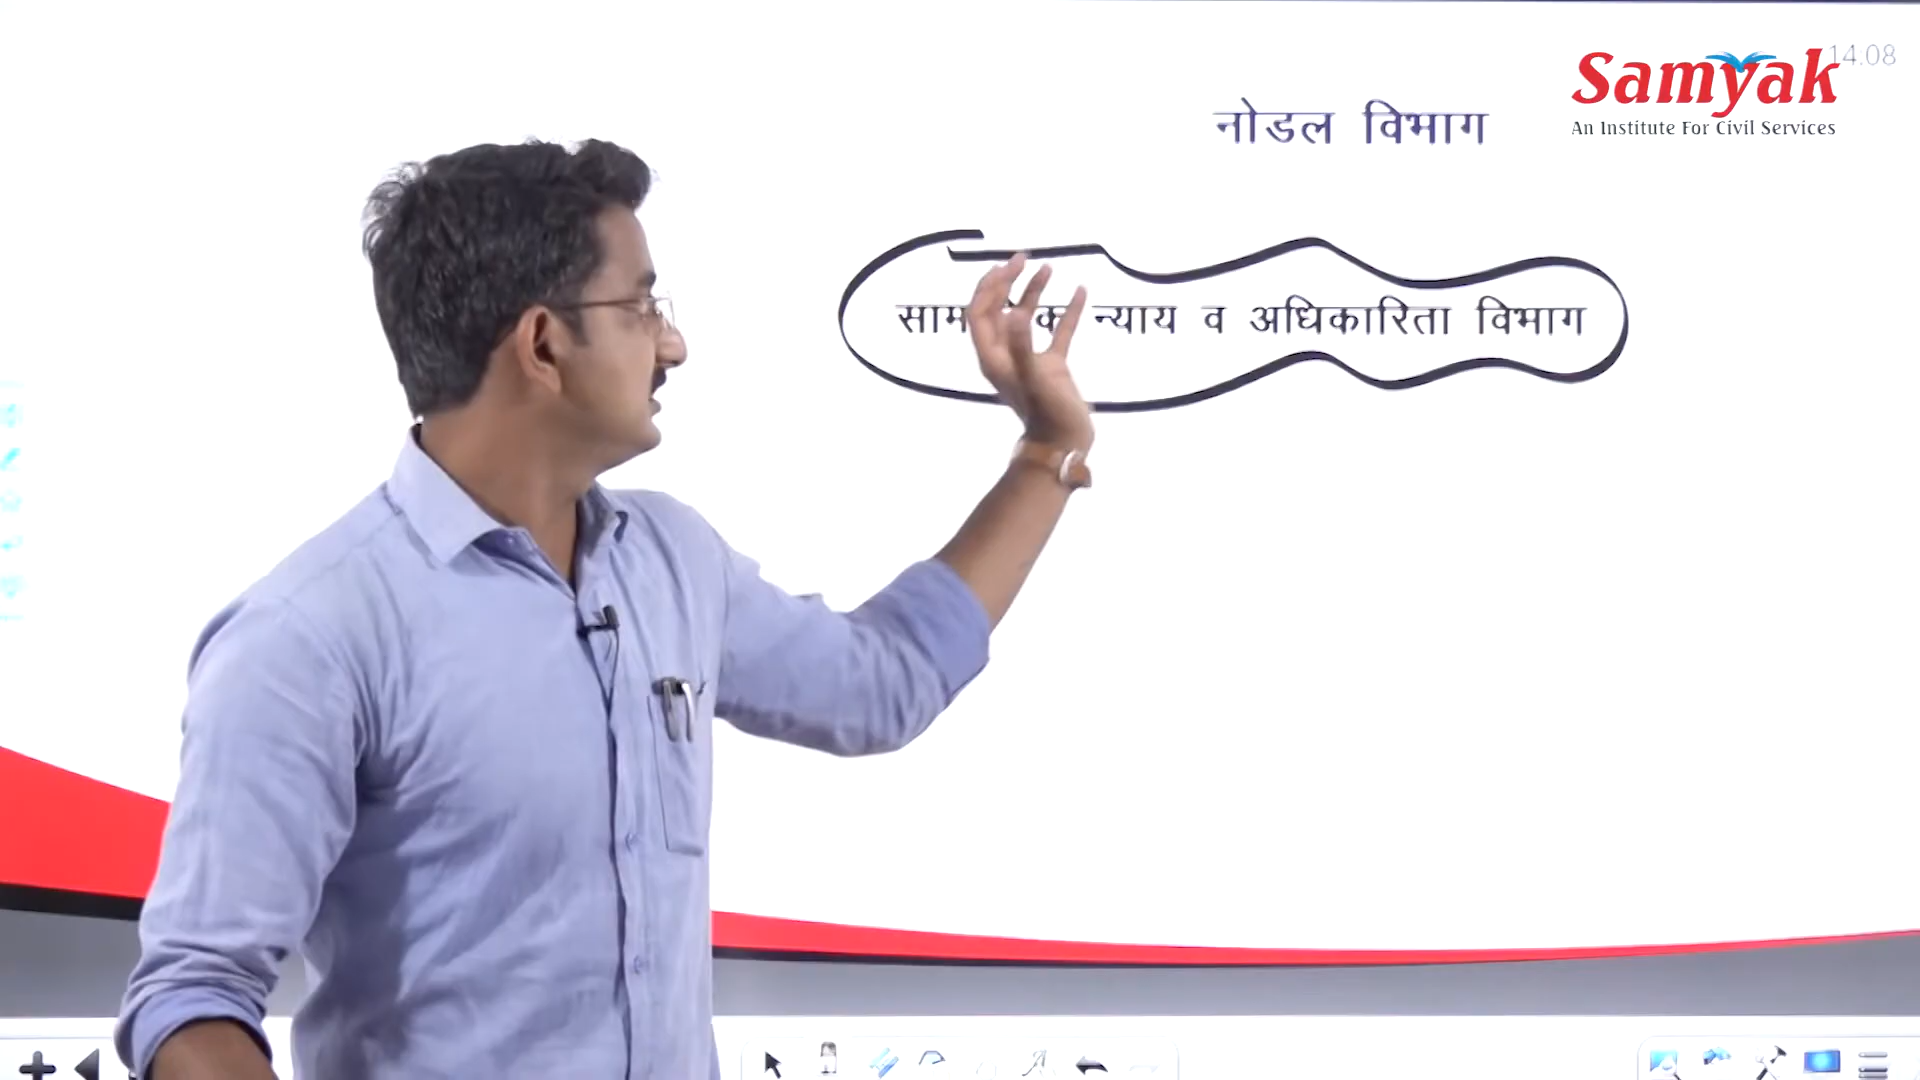 14:08
Samyak
An Institute For Civil Services
नोडल विभाग
न्याय व अधिकारिता विभाग